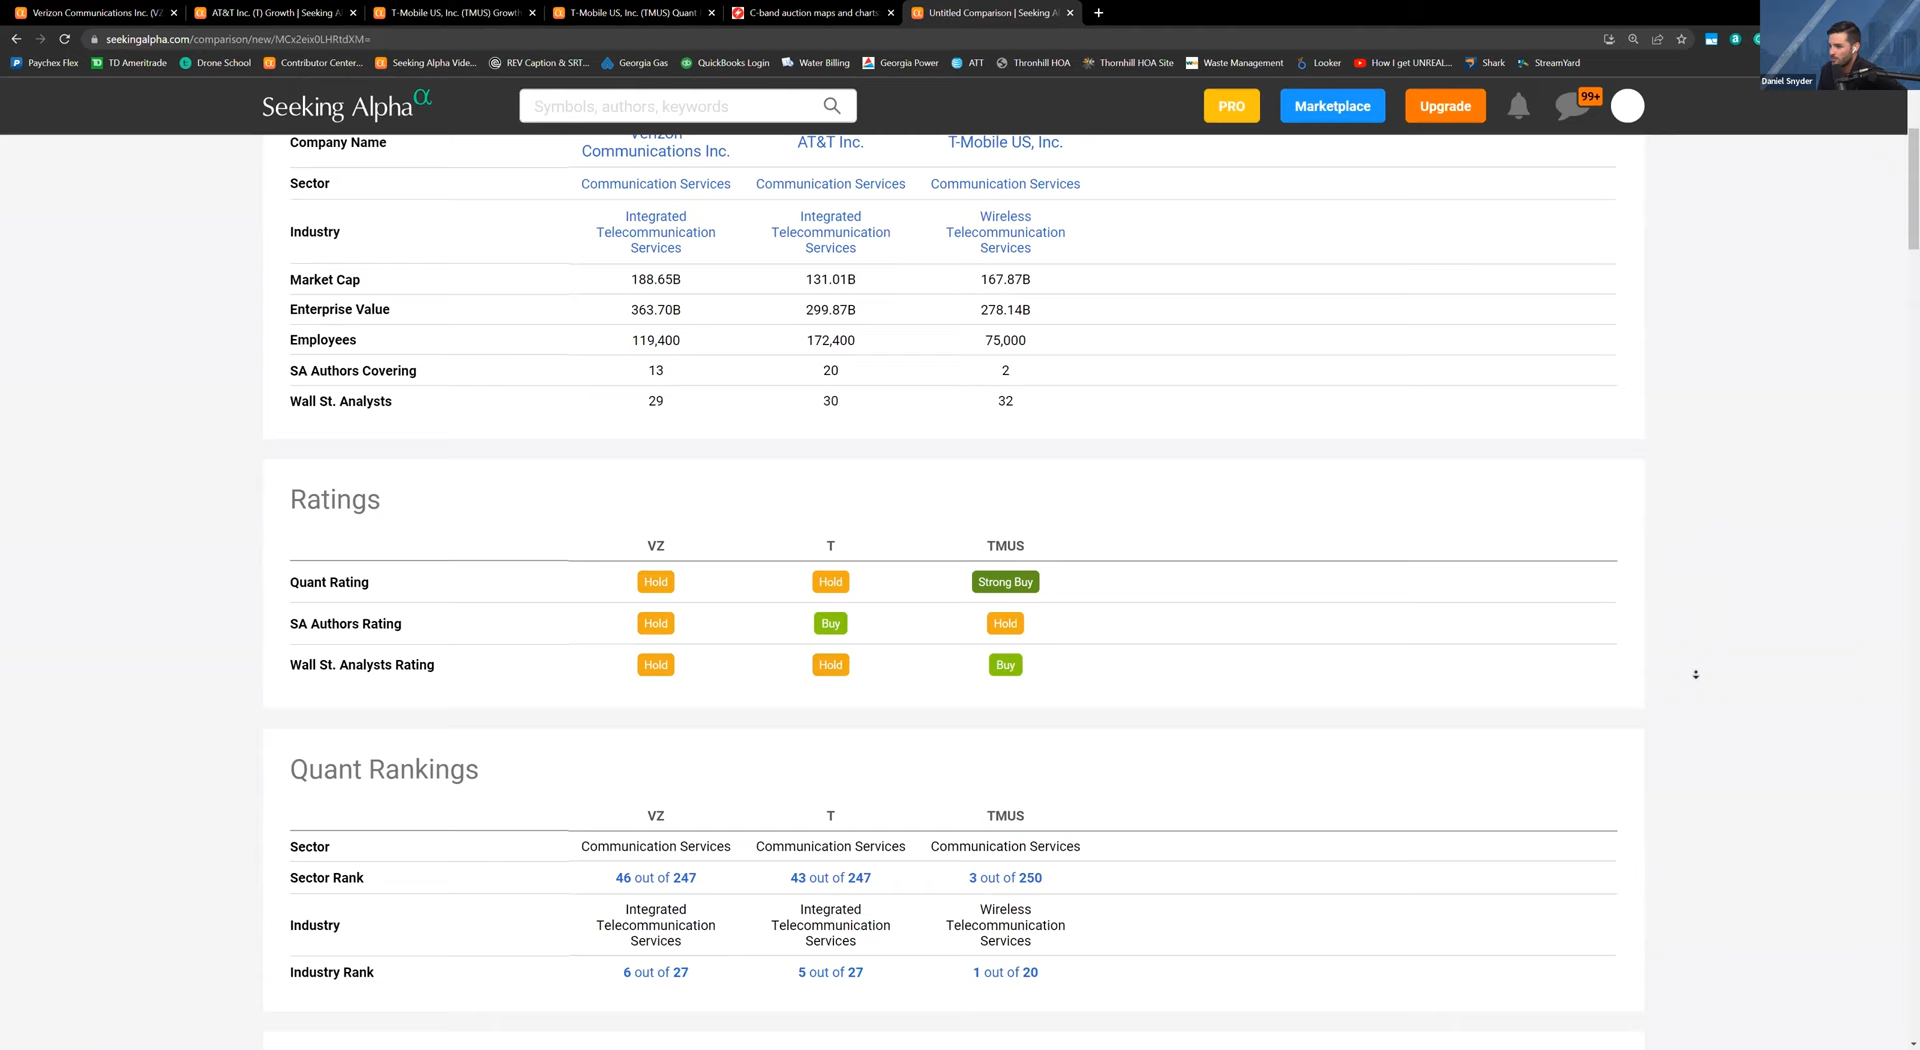 Verizon Communications Inc. (VZ
AT&T Inc. (T) Growth | Seeking Al
T-Mobile US, Inc. (TMUS) Growth
T-Mobile US, Inc. (TMUS) Quant
C-band auction maps and charts
Untitled Comparison | Seeking Al
seekingalpha.com/comparison/new/MCx2eix0LHRtdXM=
Paychex Flex
TD Ameritrade
Drone School
Contributor Center...
Seeking Alpha Vide...
REV Caption & SRT...
Georgia Gas
QuickBooks Login
Water Billing
Georgia Power
ATT
Thronhill HOA
Thornhill HOA Site
Waste Management
Looker
How I get UNREAL...
Shark
StreamYard
Daniel Snyder
Seeking Alpha α
Symbols, authors, keywords
PRO
Marketplace
Upgrade
99+
Company Name Verizon Communications Inc. AT&T Inc. T-Mobile US, Inc.
Sector Communication Services Communication Services Communication Services
Industry Integrated Telecommunication Services Integrated Telecommunication Services Wireless Telecommunication Services
Market Cap 188.65B 131.01B 167.87B
Enterprise Value 363.70B 299.87B 278.14B
Employees 119,400 172,400 75,000
SA Authors Covering 13 20 2
Wall St. Analysts 29 30 32
Ratings
VZ T TMUS
Quant Rating Hold Hold Strong Buy
SA Authors Rating Hold Buy Hold
Wall St. Analysts Rating Hold Hold Buy
Quant Rankings
VZ T TMUS
Sector Communication Services Communication Services Communication Services
Sector Rank 46 out of 247 43 out of 247 3 out of 250
Industry Integrated Telecommunication Services Integrated Telecommunication Services Wireless Telecommunication Services
Industry Rank 6 out of 27 5 out of 27 1 out of 20